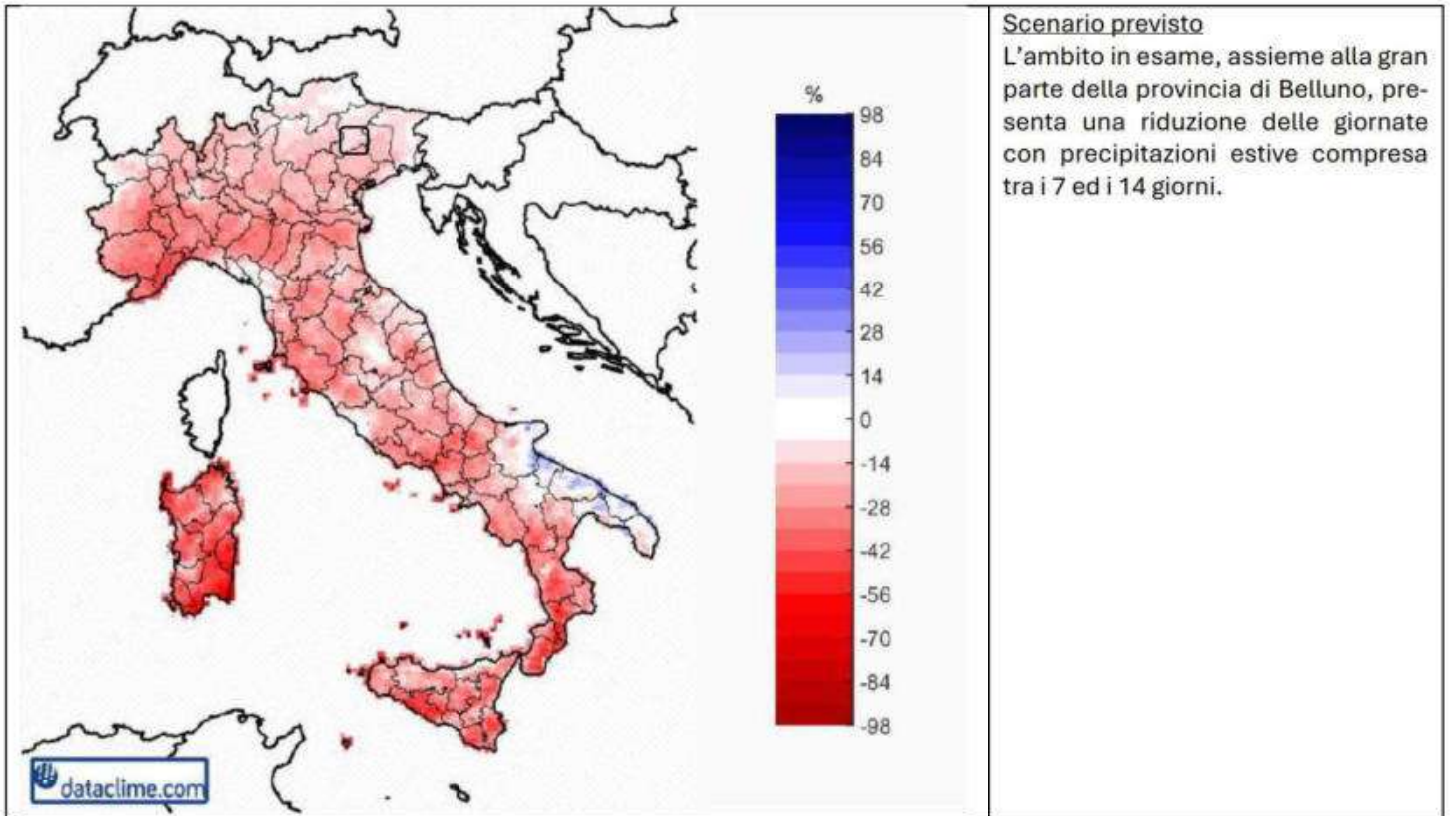 Scenario previsto
L'ambito in esame, assieme alla gran
parte della provincia di Belluno, pre-
senta una riduzione delle giornate
con precipitazioni estive compresa
tra i 7 ed i 14 giorni.
%
98
84
70
56
42
28
14
0
-14
-28
-42
-56
-70
-84
-98
dataclime.com